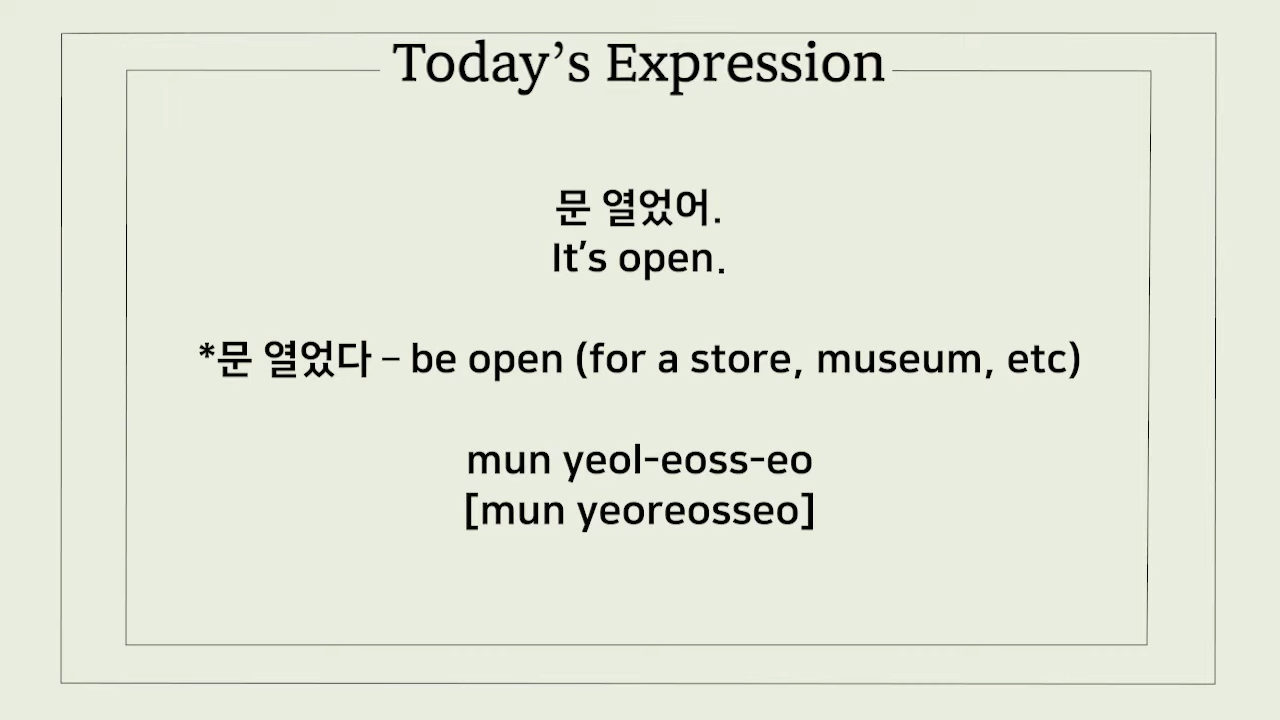 Today’s Expression
문 열었어.
It’s open.
*문 열었다 – be open (for a store, museum, etc)
mun yeol-eoss-eo
[mun yeoreosseo]